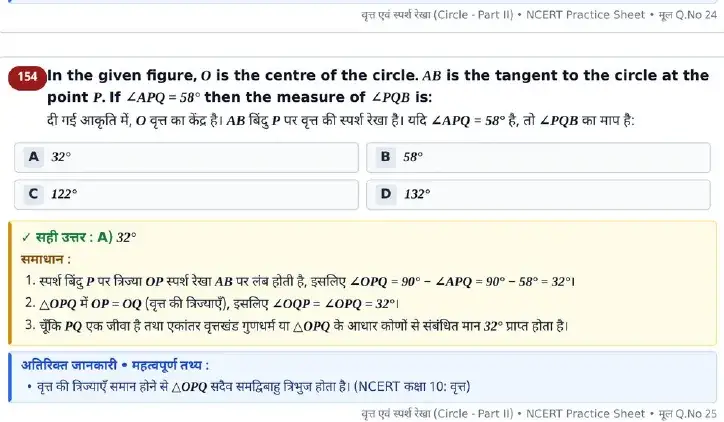 वृत्त एवं स्पर्श रेखा (Circle - Part II) • NCERT Practice Sheet • मूल Q.No 24
154 In the given figure, O is the centre of the circle. AB is the tangent to the circle at the
point P. If ∠APQ = 58° then the measure of ∠PQB is:
दी गई आकृति में, O वृत्त का केंद्र है। AB बिंदु P पर वृत्त की स्पर्श रेखा है। यदि ∠APQ = 58° है, तो ∠PQB का माप है:
A 32°
B 58°
C 122°
D 132°
✓ सही उत्तर : A) 32°
समाधान :
1. स्पर्श बिंदु P पर त्रिज्या OP स्पर्श रेखा AB पर लंब होती है, इसलिए ∠OPQ = 90° − ∠APQ = 90° − 58° = 32°।
2. △OPQ में OP = OQ (वृत्त की त्रिज्याएँ), इसलिए ∠OQP = ∠OPQ = 32°।
3. चूँकि PQ एक जीवा है तथा एकांतर वृत्तखंड गुणधर्म या △OPQ के आधार कोणों से संबंधित मान 32° प्राप्त होता है।
अतिरिक्त जानकारी • महत्वपूर्ण तथ्य :
• वृत्त की त्रिज्याएँ समान होने से △OPQ सदैव समद्विबाहु त्रिभुज होता है। (NCERT कक्षा 10: वृत्त)
वृत्त एवं स्पर्श रेखा (Circle - Part II) • NCERT Practice Sheet • मूल Q.No 25